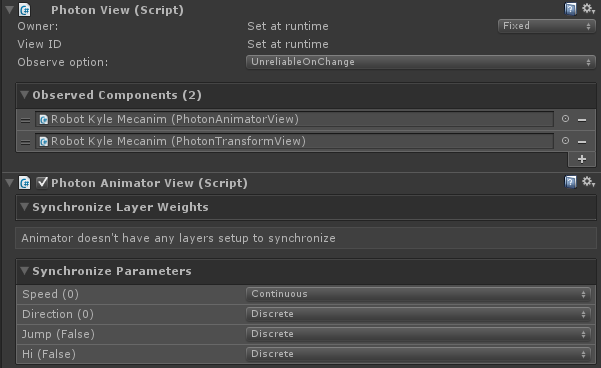 Photon View (Script)
Owner: Set at runtime Fixed
View ID Set at runtime
Observe option: UnreliableOnChange
Observed Components (2)
Robot Kyle Mecanim (PhotonAnimatorView)
Robot Kyle Mecanim (PhotonTransformView)
Photon Animator View (Script)
Synchronize Layer Weights
Animator doesn't have any layers setup to synchronize
Synchronize Parameters
Speed (0) Continuous
Direction (0) Discrete
Jump (False) Discrete
Hi (False) Discrete